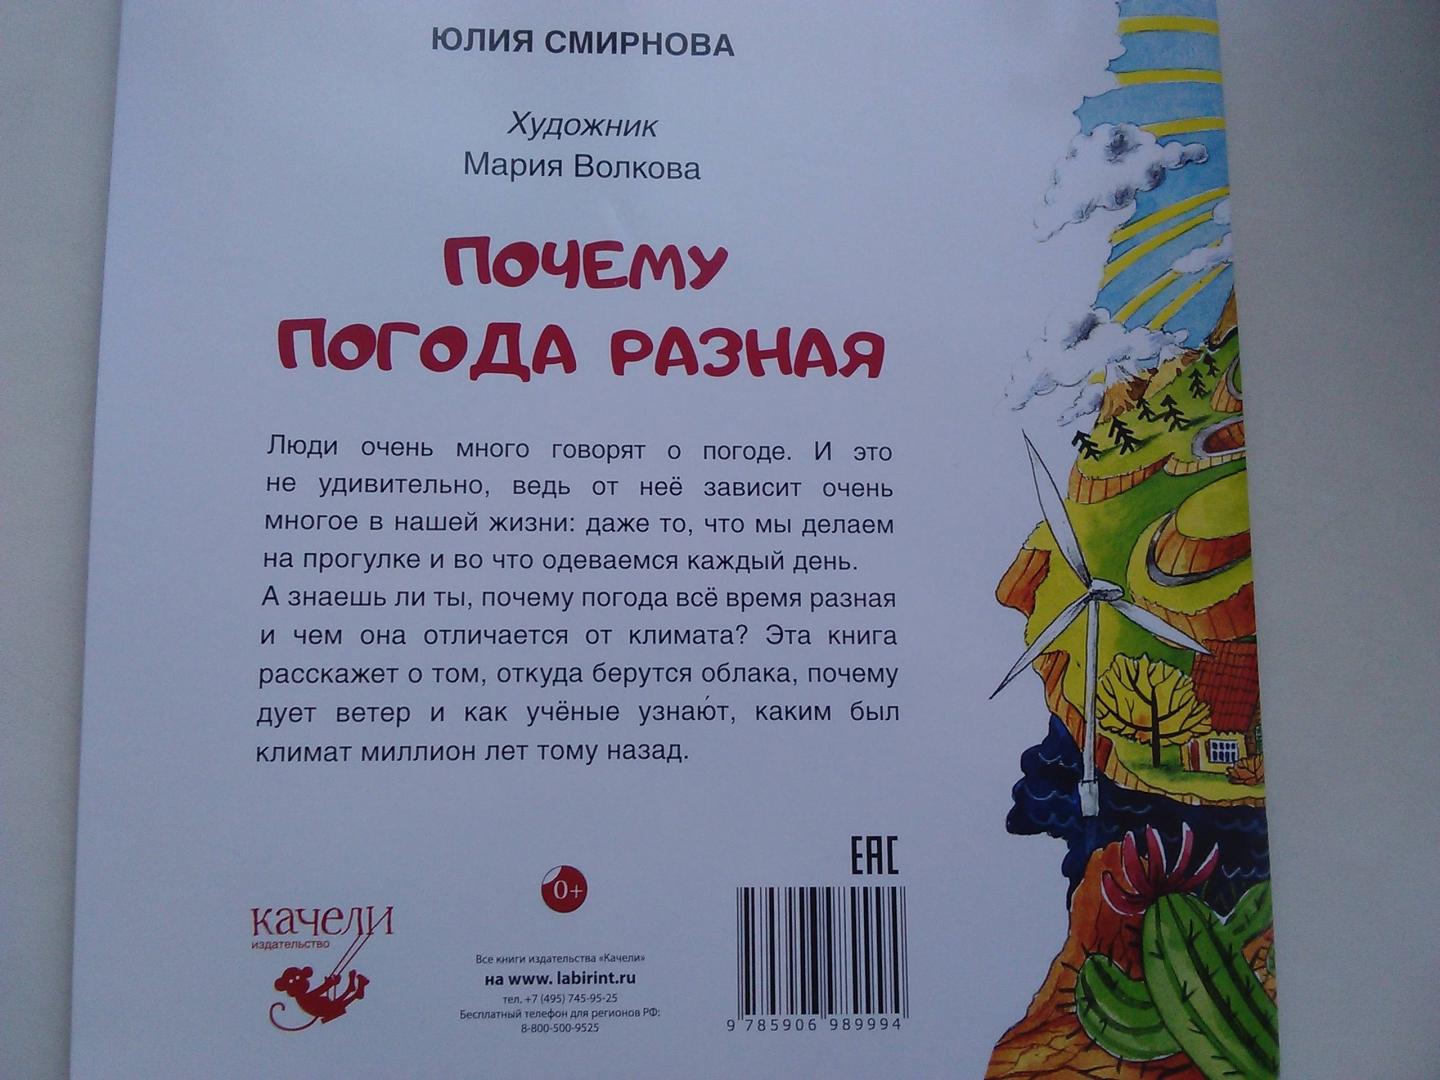 ЮЛИЯ СМИРНОВА
Художник
Мария Волкова
ПОЧЕМУ
ПОГОДА РАЗНАЯ
Люди очень много говорят о погоде. И это
не удивительно, ведь от неё зависит очень
многое в нашей жизни: даже то, что мы делаем
на прогулке и во что одеваемся каждый день.
А знаешь ли ты, почему погода всё время разная
и чем она отличается от климата? Эта книга
расскажет о том, откуда берутся облака, почему
дует ветер и как учёные узнаю́т, каким был
климат миллион лет тому назад.
EAC
0+
качели
издательство
Все книги издательства «Качели»
на www. labirint.ru
тел. +7 (495) 745-95-25
Бесплатный телефон для регионов РФ:
8-800-500-9525
9 785906 989994